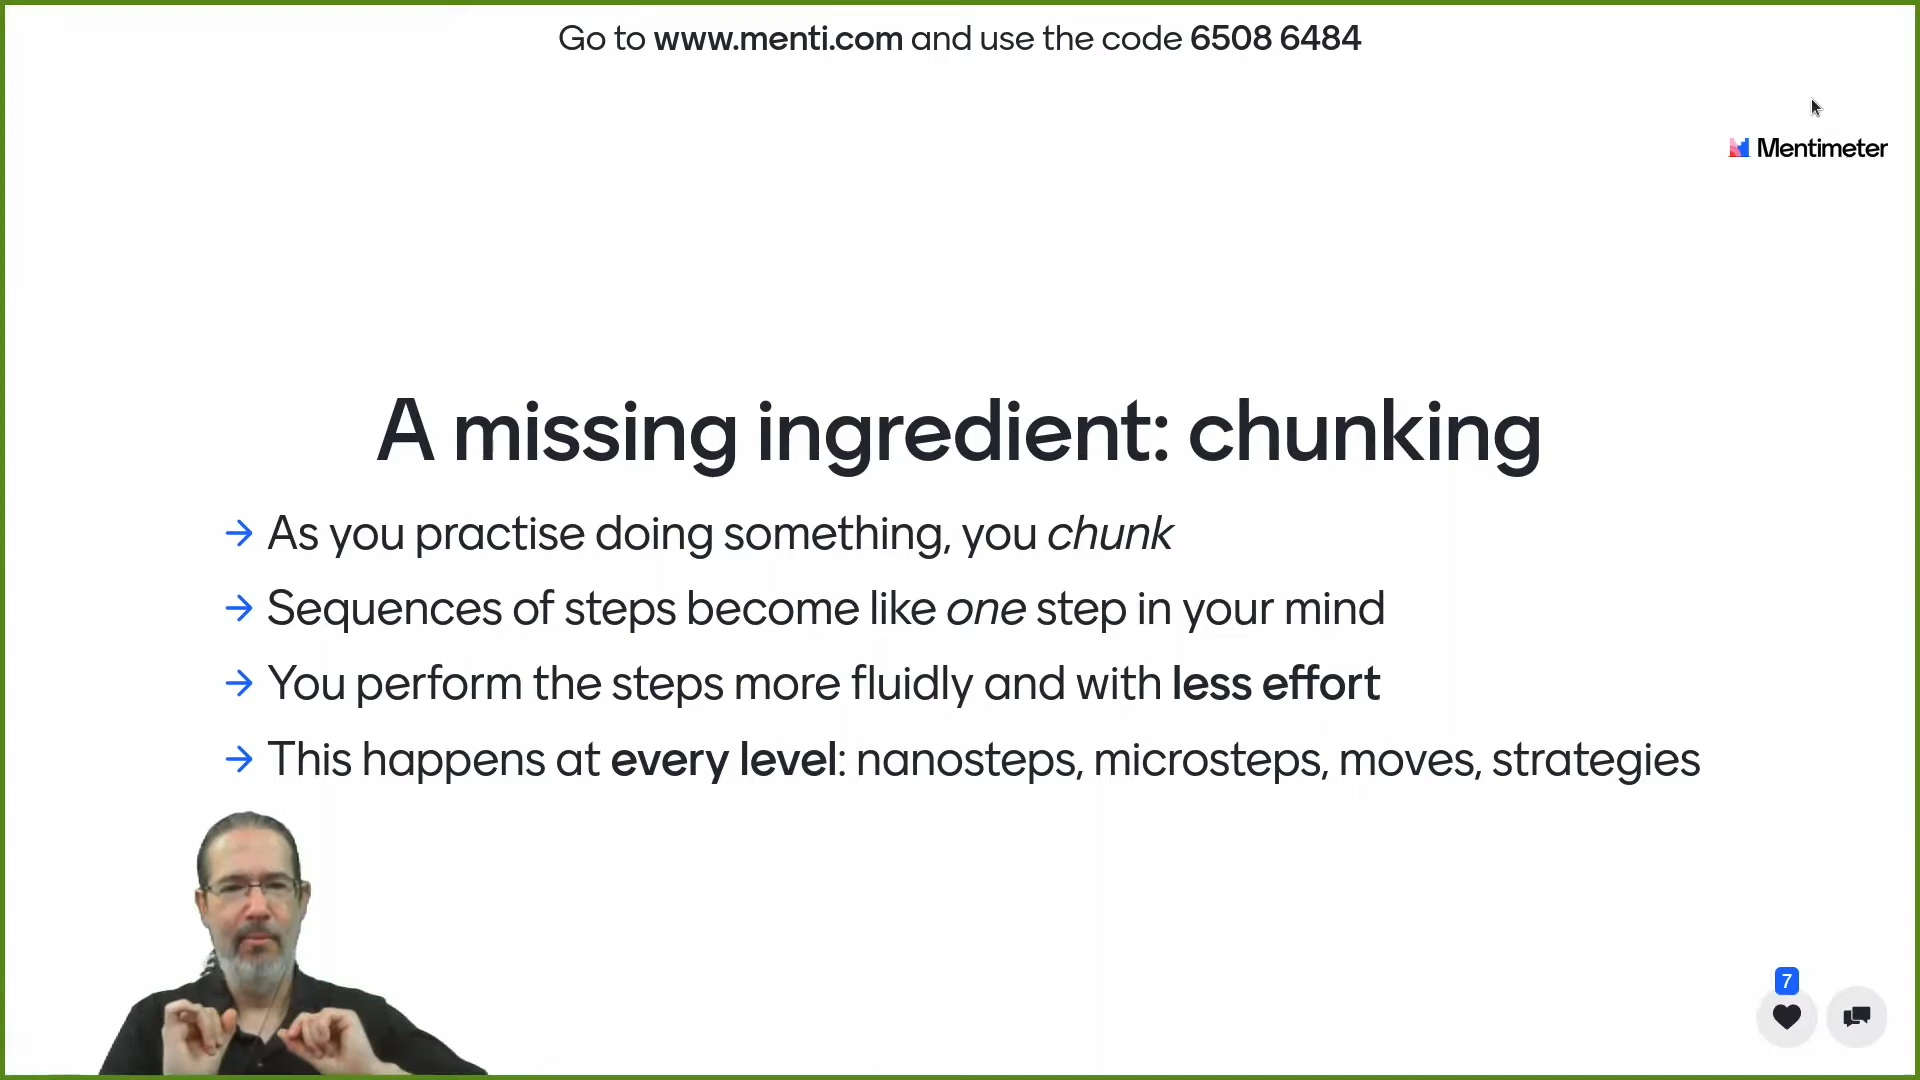 Go to www.menti.com and use the code 6508 6484
Mentimeter
A missing ingredient: chunking
→ As you practise doing something, you chunk
→ Sequences of steps become like one step in your mind
→ You perform the steps more fluidly and with less effort
→ This happens at every level: nanosteps, microsteps, moves, strategies
7